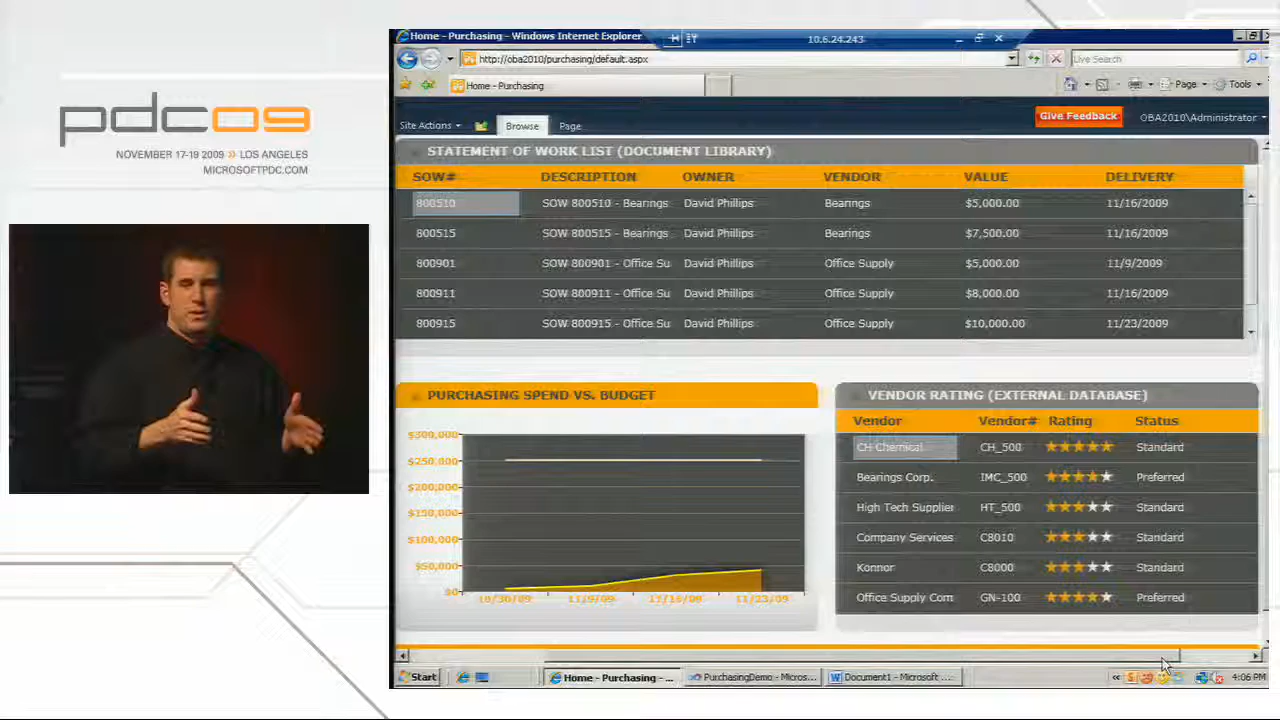 pdc09
NOVEMBER 17-19 2009 » LOS ANGELES
MICROSOFTPDC.COM
Home - Purchasing - Windows Internet Explorer
10.6.24.243
http://oba2010/purchasing/default.aspx
Live Search
Home - Purchasing
Page
Tools
Site Actions
Browse
Page
Give Feedback
OBA2010\Administrator
STATEMENT OF WORK LIST (DOCUMENT LIBRARY)
SOW# DESCRIPTION OWNER VENDOR VALUE DELIVERY
800510 SOW 800510 - Bearings David Phillips Bearings $5,000.00 11/16/2009
800515 SOW 800515 - Bearings David Phillips Bearings $7,500.00 11/16/2009
800901 SOW 800901 - Office Su David Phillips Office Supply $5,000.00 11/9/2009
800911 SOW 800911 - Office Su David Phillips Office Supply $8,000.00 11/16/2009
800915 SOW 800915 - Office Su David Phillips Office Supply $10,000.00 11/23/2009
PURCHASING SPEND VS. BUDGET
$300,000
$250,000
$200,000
$150,000
$100,000
$50,000
$0
10/30/09 11/9/09 11/16/09 11/23/09
VENDOR RATING (EXTERNAL DATABASE)
Vendor Vendor# Rating Status
CH Chemical CH_500 Standard
Bearings Corp. IMC_500 Preferred
High Tech Supplier HT_500 Standard
Company Services C8010 Standard
Konnor C8000 Standard
Office Supply Com GN-100 Preferred
Start
Home - Purchasing - ...
PurchasingDemo - Micros...
Document1 - Microsoft ...
4:06 PM